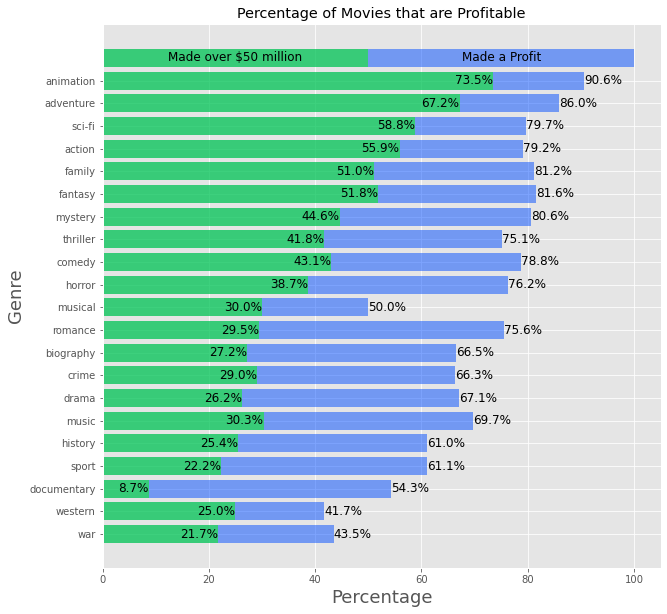 Percentage of Movies that are Profitable
Made over $50 million Made a Profit
animation 73.5% 90.6%
adventure 67.2% 86.0%
sci-fi 58.8% 79.7%
action 55.9% 79.2%
family 51.0% 81.2%
fantasy 51.8% 81.6%
mystery 44.6% 80.6%
thriller 41.8% 75.1%
comedy 43.1% 78.8%
horror 38.7% 76.2%
musical 30.0% 50.0%
romance 29.5% 75.6%
biography 27.2% 66.5%
crime 29.0% 66.3%
drama 26.2% 67.1%
music 30.3% 69.7%
history 25.4% 61.0%
sport 22.2% 61.1%
documentary 8.7% 54.3%
western 25.0% 41.7%
war 21.7% 43.5%
Genre
0 20 40 60 80 100
Percentage